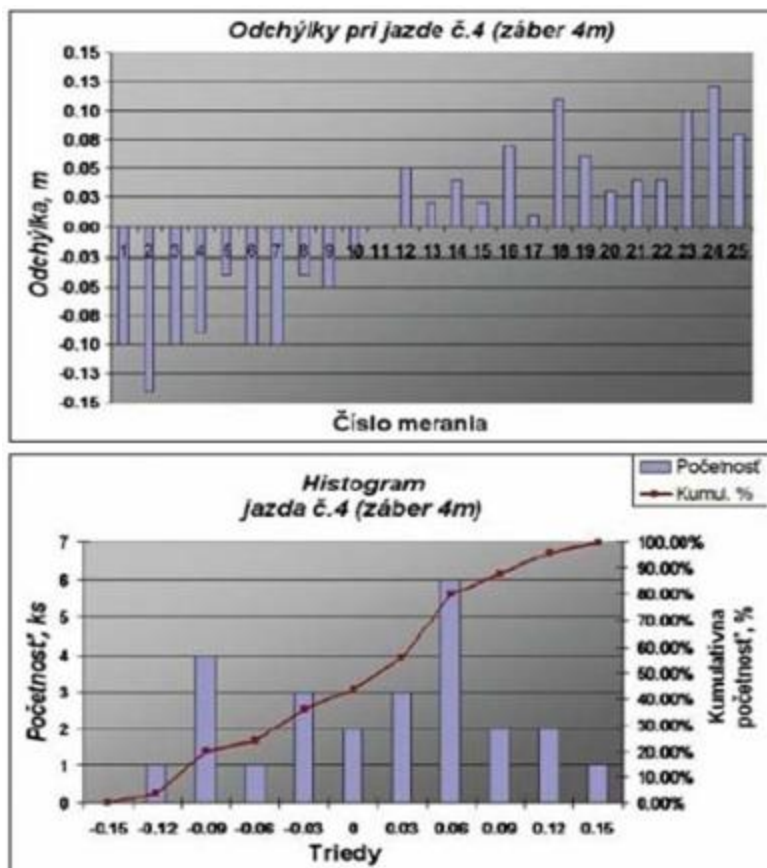 Odchýlky pri jazde č.4 (záber 4m)
0.15
0.13
0.10
0.08
0.05
0.03
0.00
-0.03
-0.05
-0.08
-0.10
-0.13
-0.15
Odchýlka, m
1 2 3 4 5 6 7 8 9 10 11 12 13 14 15 16 17 18 19 20 21 22 23 24 25
Číslo merania
Histogram
jazda č.4 (záber 4m)
Početnosť
Kumul. %
7
6
5
4
3
2
1
0
Početnosť, ks
100.00%
90.00%
80.00%
70.00%
60.00%
50.00%
40.00%
30.00%
20.00%
10.00%
0.00%
Kumulatívna
početnosť, %
-0.15 -0.12 -0.09 -0.06 -0.03 0 0.03 0.06 0.09 0.12 0.15
Triedy